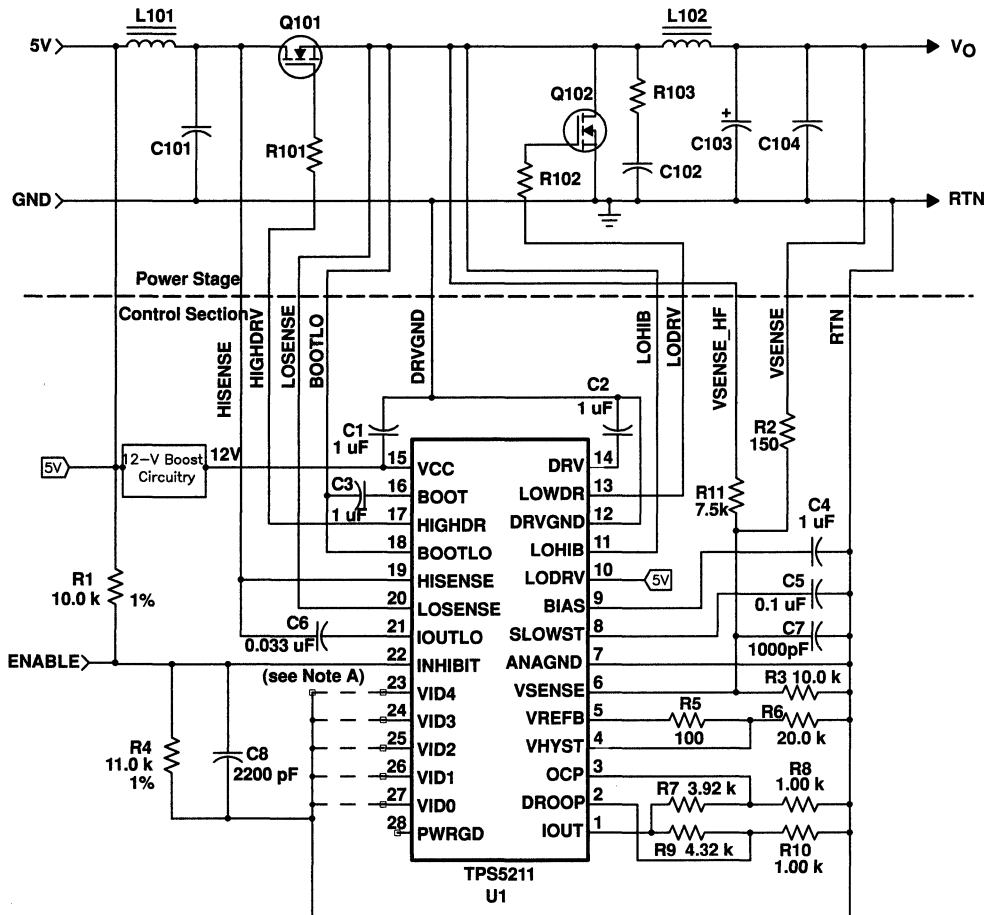 L101
Q101
L102
5V
VO
Q102
R103
C101
R101
R102
C102
+
C103
C104
GND
RTN
Power Stage
Control Section
HISENSE
HIGHDRV
LOSENSE
BOOTLO
DRVGND
LOHIB
LODRV
VSENSE_HF
VSENSE
RTN
C1
1 uF
C2
1 uF
R2
150
5V
12-V Boost
Circuitry
12V
15
VCC
DRV
14
C3
1 uF
16
BOOT
LOWDR
13
R11
7.5k
C4
1 uF
17
HIGHDR
DRVGND
12
18
BOOTLO
LOHIB
11
R1
10.0 k
1%
19
HISENSE
LODRV
10
5V
20
LOSENSE
BIAS
9
C5
0.1 uF
C6
0.033 uF
21
IOUTLO
SLOWST
8
C7
1000pF
ENABLE
22
INHIBIT
ANAGND
7
(see Note A)
23
VID4
VSENSE
6
R3 10.0 k
24
VID3
VREFB
5
R5
100
R6
20.0 k
R4
11.0 k
1%
C8
2200 pF
25
VID2
VHYST
4
26
VID1
OCP
3
R7 3.92 k
R8
1.00 k
27
VID0
DROOP
2
28
PWRGD
IOUT
1
R9 4.32 k
R10
1.00 k
TPS5211
U1